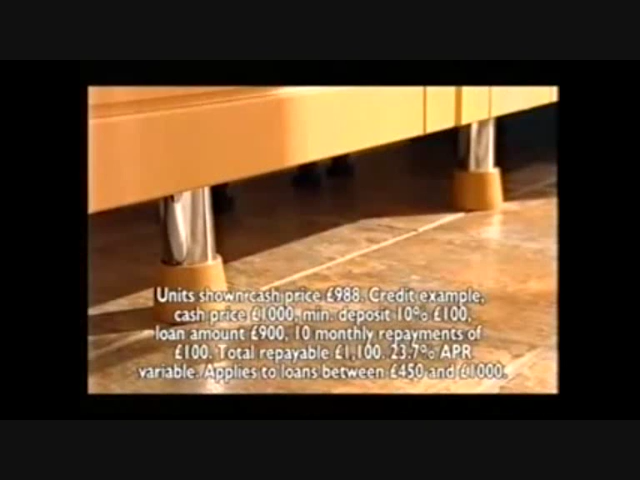 Units shown cash price £988. Credit example,
cash price £1000, min. deposit 10% £100,
loan amount £900, 10 monthly repayments of
£100. Total repayable £1,100. 23.7% APR
variable. Applies to loans between £450 and £1000.